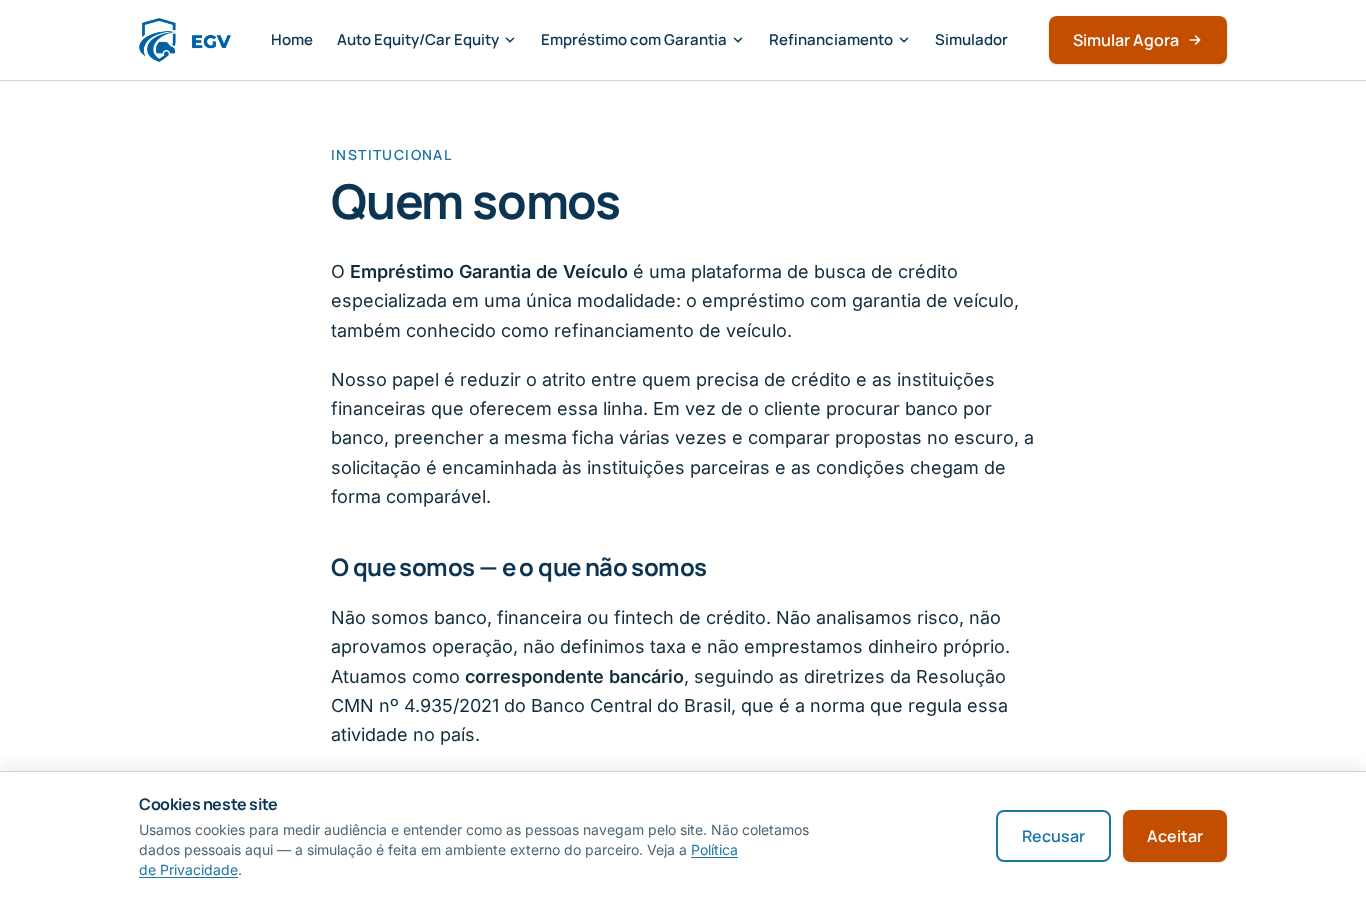 EGV
Home
Auto Equity/Car Equity
Empréstimo com Garantia
Refinanciamento
Simulador
Simular Agora
INSTITUCIONAL
Quem somos
O Empréstimo Garantia de Veículo é uma plataforma de busca de crédito
especializada em uma única modalidade: o empréstimo com garantia de veículo,
também conhecido como refinanciamento de veículo.
Nosso papel é reduzir o atrito entre quem precisa de crédito e as instituições
financeiras que oferecem essa linha. Em vez de o cliente procurar banco por
banco, preencher a mesma ficha várias vezes e comparar propostas no escuro, a
solicitação é encaminhada às instituições parceiras e as condições chegam de
forma comparável.
O que somos — e o que não somos
Não somos banco, financeira ou fintech de crédito. Não analisamos risco, não
aprovamos operação, não definimos taxa e não emprestamos dinheiro próprio.
Atuamos como correspondente bancário, seguindo as diretrizes da Resolução
CMN nº 4.935/2021 do Banco Central do Brasil, que é a norma que regula essa
atividade no país.
Cookies neste site
Usamos cookies para medir audiência e entender como as pessoas navegam pelo site. Não coletamos
dados pessoais aqui — a simulação é feita em ambiente externo do parceiro. Veja a Política
de Privacidade.
Recusar
Aceitar